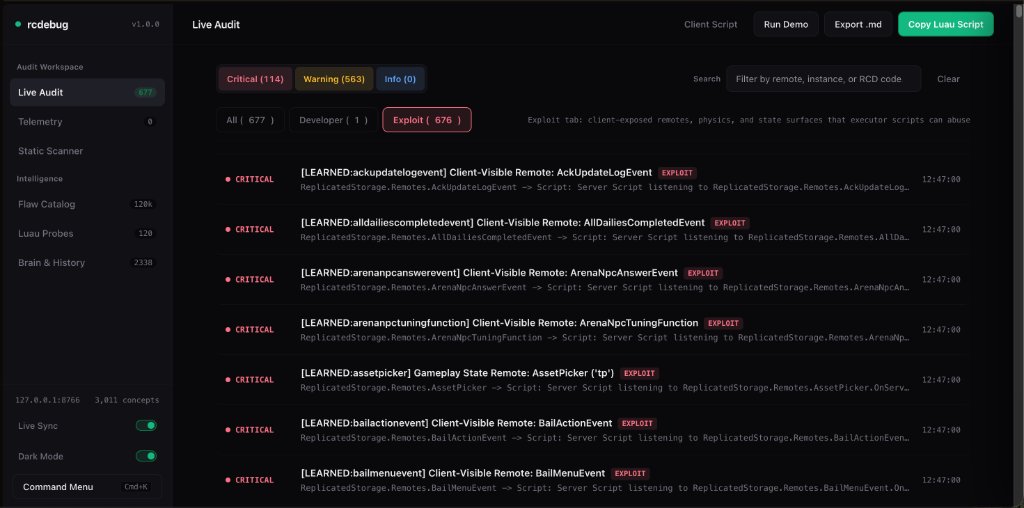 rcdebug
v1.0.0
Audit Workspace
Live Audit 677
Telemetry 0
Static Scanner
Intelligence
Flaw Catalog 120k
Luau Probes 120
Brain & History 2338
127.0.0.1:8766 3,011 concepts
Live Sync
Dark Mode
Command Menu Cmd+K
Live Audit
Client Script
Run Demo
Export .md
Copy Luau Script
Critical (114) Warning (563) Info (0)
Search Filter by remote, instance, or RCD code Clear
All ( 677 ) Developer ( 1 ) Exploit ( 676 )
Exploit tab: client-exposed remotes, physics, and state surfaces that executor scripts can abuse
CRITICAL [LEARNED:ackupdatelogevent] Client-Visible Remote: AckUpdateLogEvent EXPLOIT 12:47:00
ReplicatedStorage.Remotes.AckUpdateLogEvent -> Script: Server Script listening to ReplicatedStorage.Remotes.AckUpdateLog…
CRITICAL [LEARNED:alldailiescompletedevent] Client-Visible Remote: AllDailiesCompletedEvent EXPLOIT 12:47:00
ReplicatedStorage.Remotes.AllDailiesCompletedEvent -> Script: Server Script listening to ReplicatedStorage.Remotes.AllDa…
CRITICAL [LEARNED:arenanpcanswerevent] Client-Visible Remote: ArenaNpcAnswerEvent EXPLOIT 12:47:00
ReplicatedStorage.Remotes.ArenaNpcAnswerEvent -> Script: Server Script listening to ReplicatedStorage.Remotes.ArenaNpcAn…
CRITICAL [LEARNED:arenanpctuningfunction] Client-Visible Remote: ArenaNpcTuningFunction EXPLOIT 12:47:00
ReplicatedStorage.Remotes.ArenaNpcTuningFunction -> Script: Server Script listening to ReplicatedStorage.Remotes.ArenaNp…
CRITICAL [LEARNED:assetpicker] Gameplay State Remote: AssetPicker ('tp') EXPLOIT 12:47:00
ReplicatedStorage.Remotes.AssetPicker -> Script: Server Script listening to ReplicatedStorage.Remotes.AssetPicker.OnServ…
CRITICAL [LEARNED:bailactionevent] Client-Visible Remote: BailActionEvent EXPLOIT 12:47:00
ReplicatedStorage.Remotes.BailActionEvent -> Script: Server Script listening to ReplicatedStorage.Remotes.BailActionEven…
CRITICAL [LEARNED:bailmenuevent] Client-Visible Remote: BailMenuEvent EXPLOIT 12:47:00
ReplicatedStorage.Remotes.BailMenuEvent -> Script: Server Script listening to ReplicatedStorage.Remotes.BailMenuEvent.On…